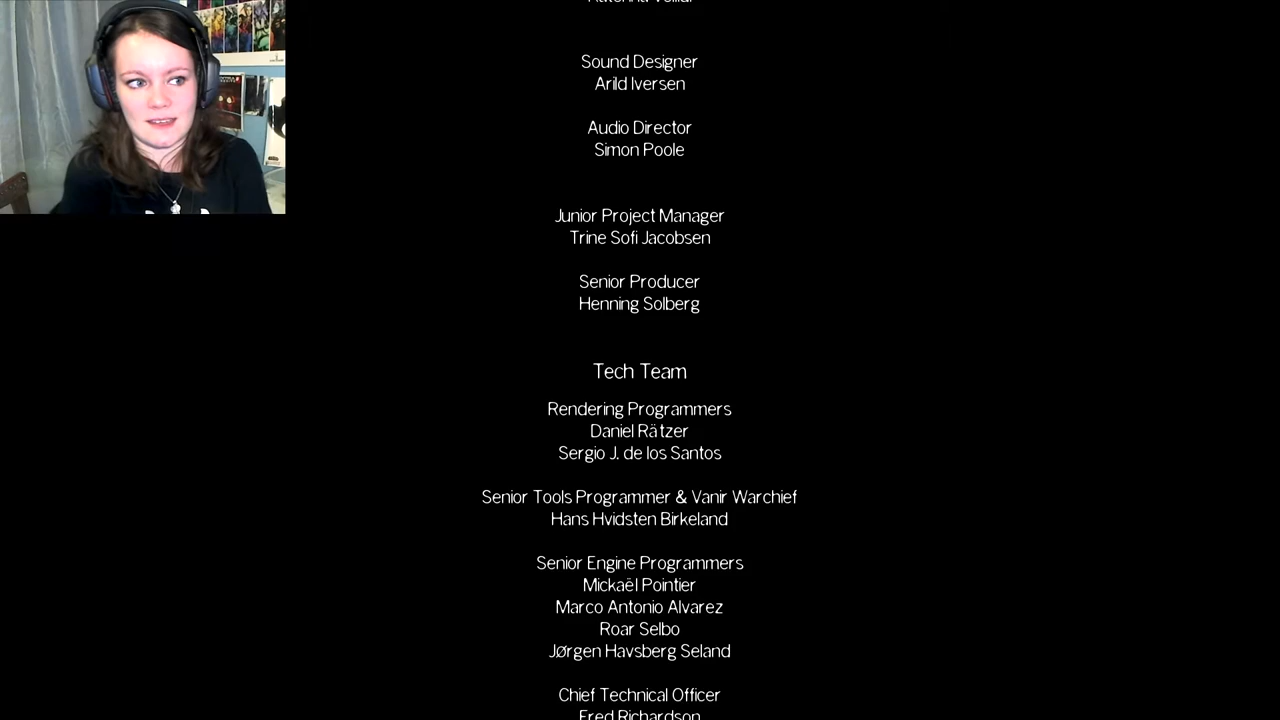 Sound Designer
Arild Iversen
Audio Director
Simon Poole
Junior Project Manager
Trine Sofi Jacobsen
Senior Producer
Henning Solberg
Tech Team
Rendering Programmers
Daniel Rätzer
Sergio J. de los Santos
Senior Tools Programmer & Vanir Warchief
Hans Hvidsten Birkeland
Senior Engine Programmers
Mickaël Pointier
Marco Antonio Alvarez
Roar Selbo
Jørgen Havsberg Seland
Chief Technical Officer
Fred Richardson